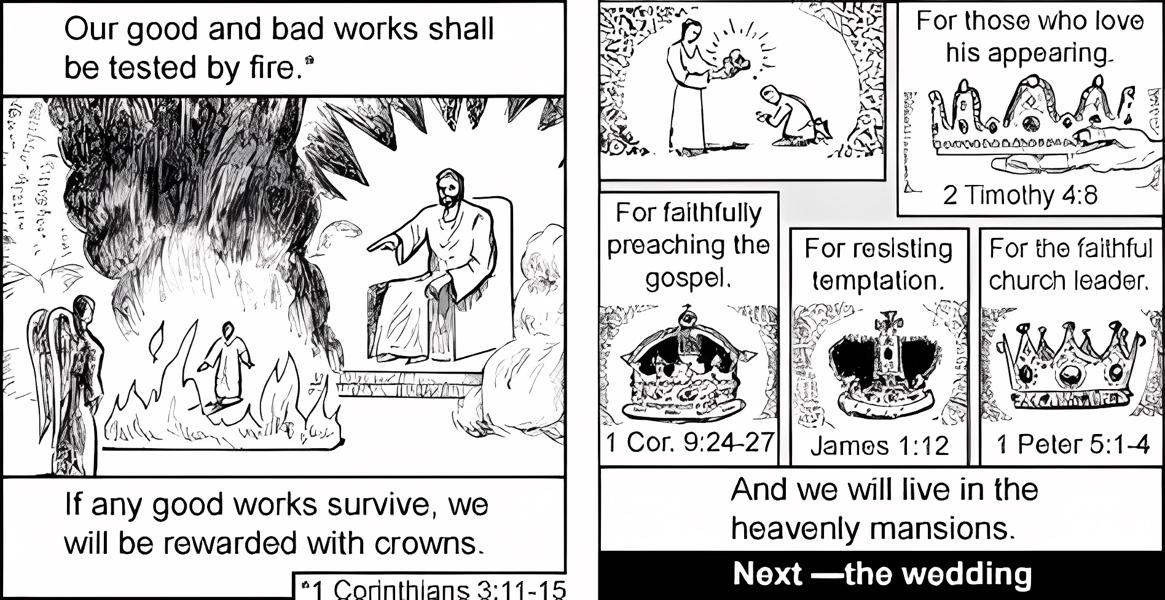 Our good and bad works shall
be tested by fire.*
If any good works survive, we
will be rewarded with crowns.
*1 Corinthians 3:11-15
For those who love
his appearing.
2 Timothy 4:8
For faithfully
preaching the
gospel.
1 Cor. 9:24-27
For resisting
temptation.
James 1:12
For the faithful
church leader.
1 Peter 5:1-4
And we will live in the
heavenly mansions.
Next —the wedding